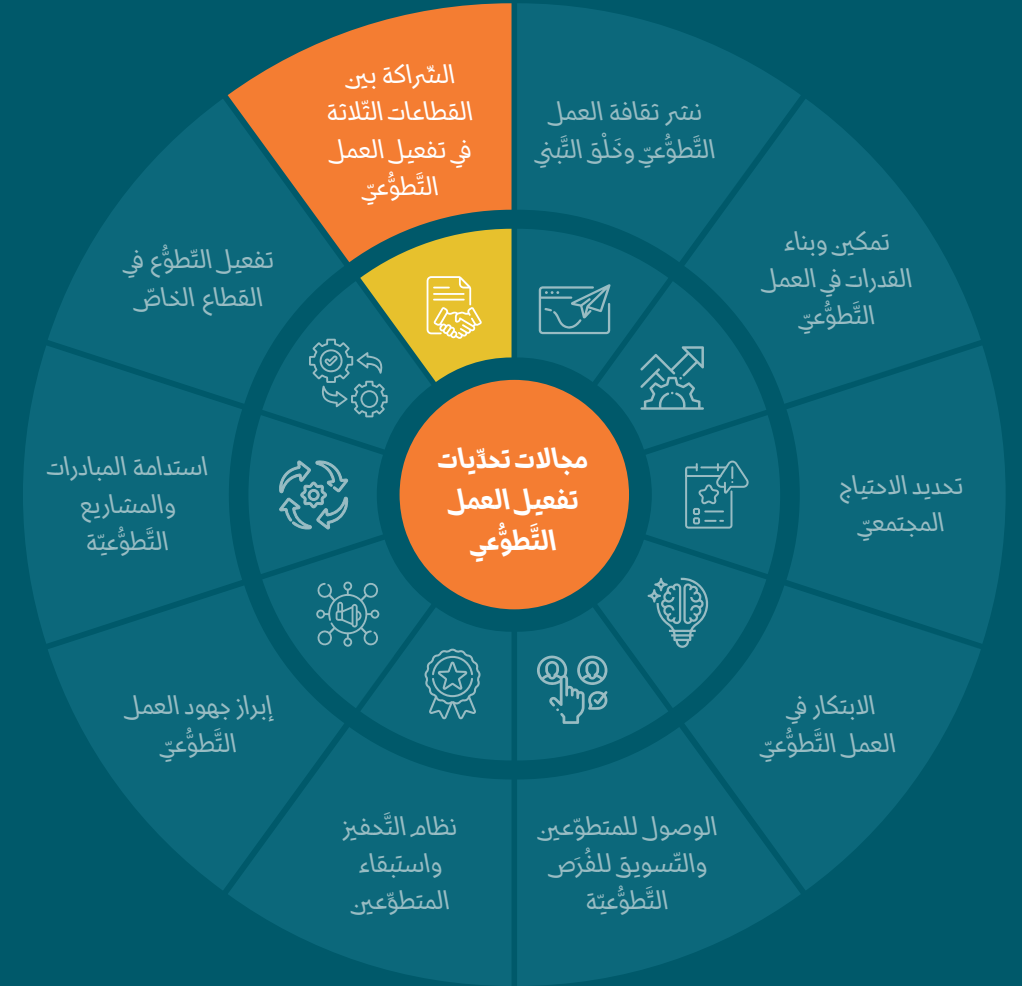 مجالات تحدِّيات
تفعيل العمل
التَّطوُّعي
الشّراكة بين
القطاعات الثّلاثة
في تفعيل العمل
التَّطوُّعيّ
نشر ثقافة العمل
التَّطوُّعيّ وخَلْق التَّبني
تمكين وبناء
القدرات في العمل
التَّطوُّعيّ
تحديد الاحتياج
المجتمعيّ
الابتكار في
العمل التَّطوُّعيّ
الوصول للمتطوّعين
والتّسويق للفُرَص
التَّطوُّعيّة
نظام التَّحفيز
واستبقاء
المتطوّعين
إبراز جهود العمل
التَّطوُّعيّ
استدامة المبادرات
والمشاريع
التَّطوُّعيّة
تفعيل التّطوُّع في
القطاع الخاصّ